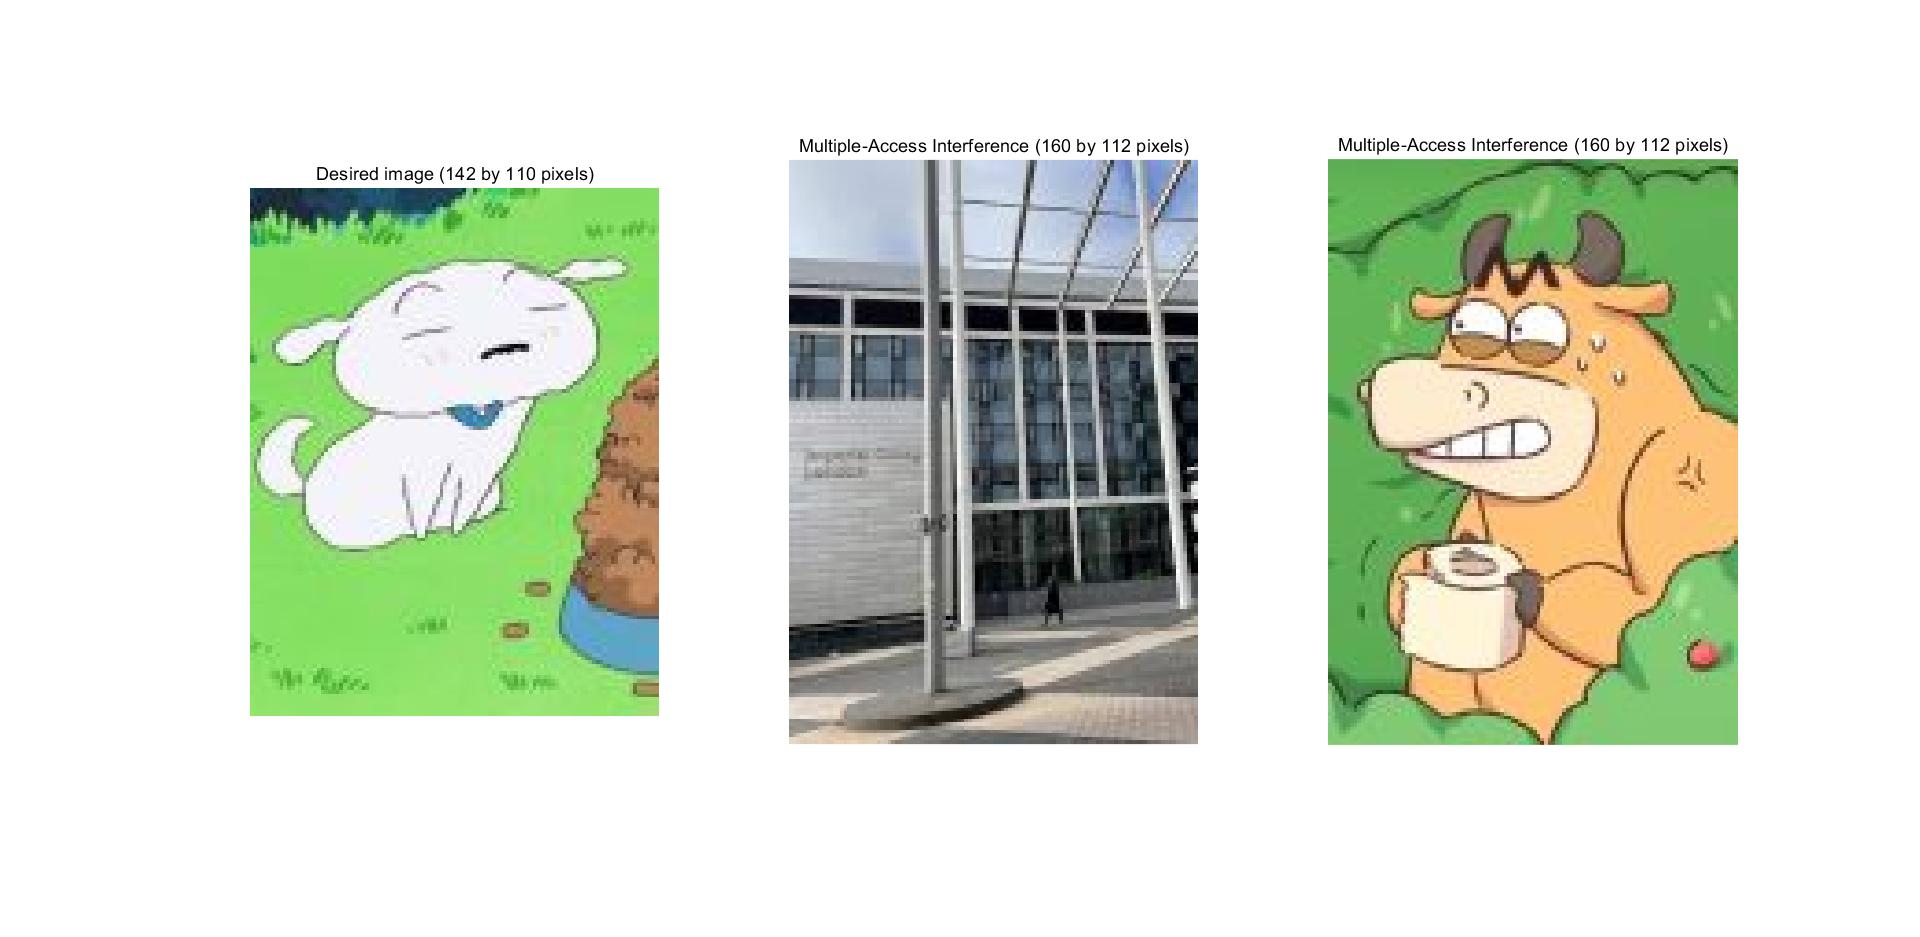 Desired image (142 by 110 pixels)
Multiple-Access Interference (160 by 112 pixels)
Multiple-Access Interference (160 by 112 pixels)